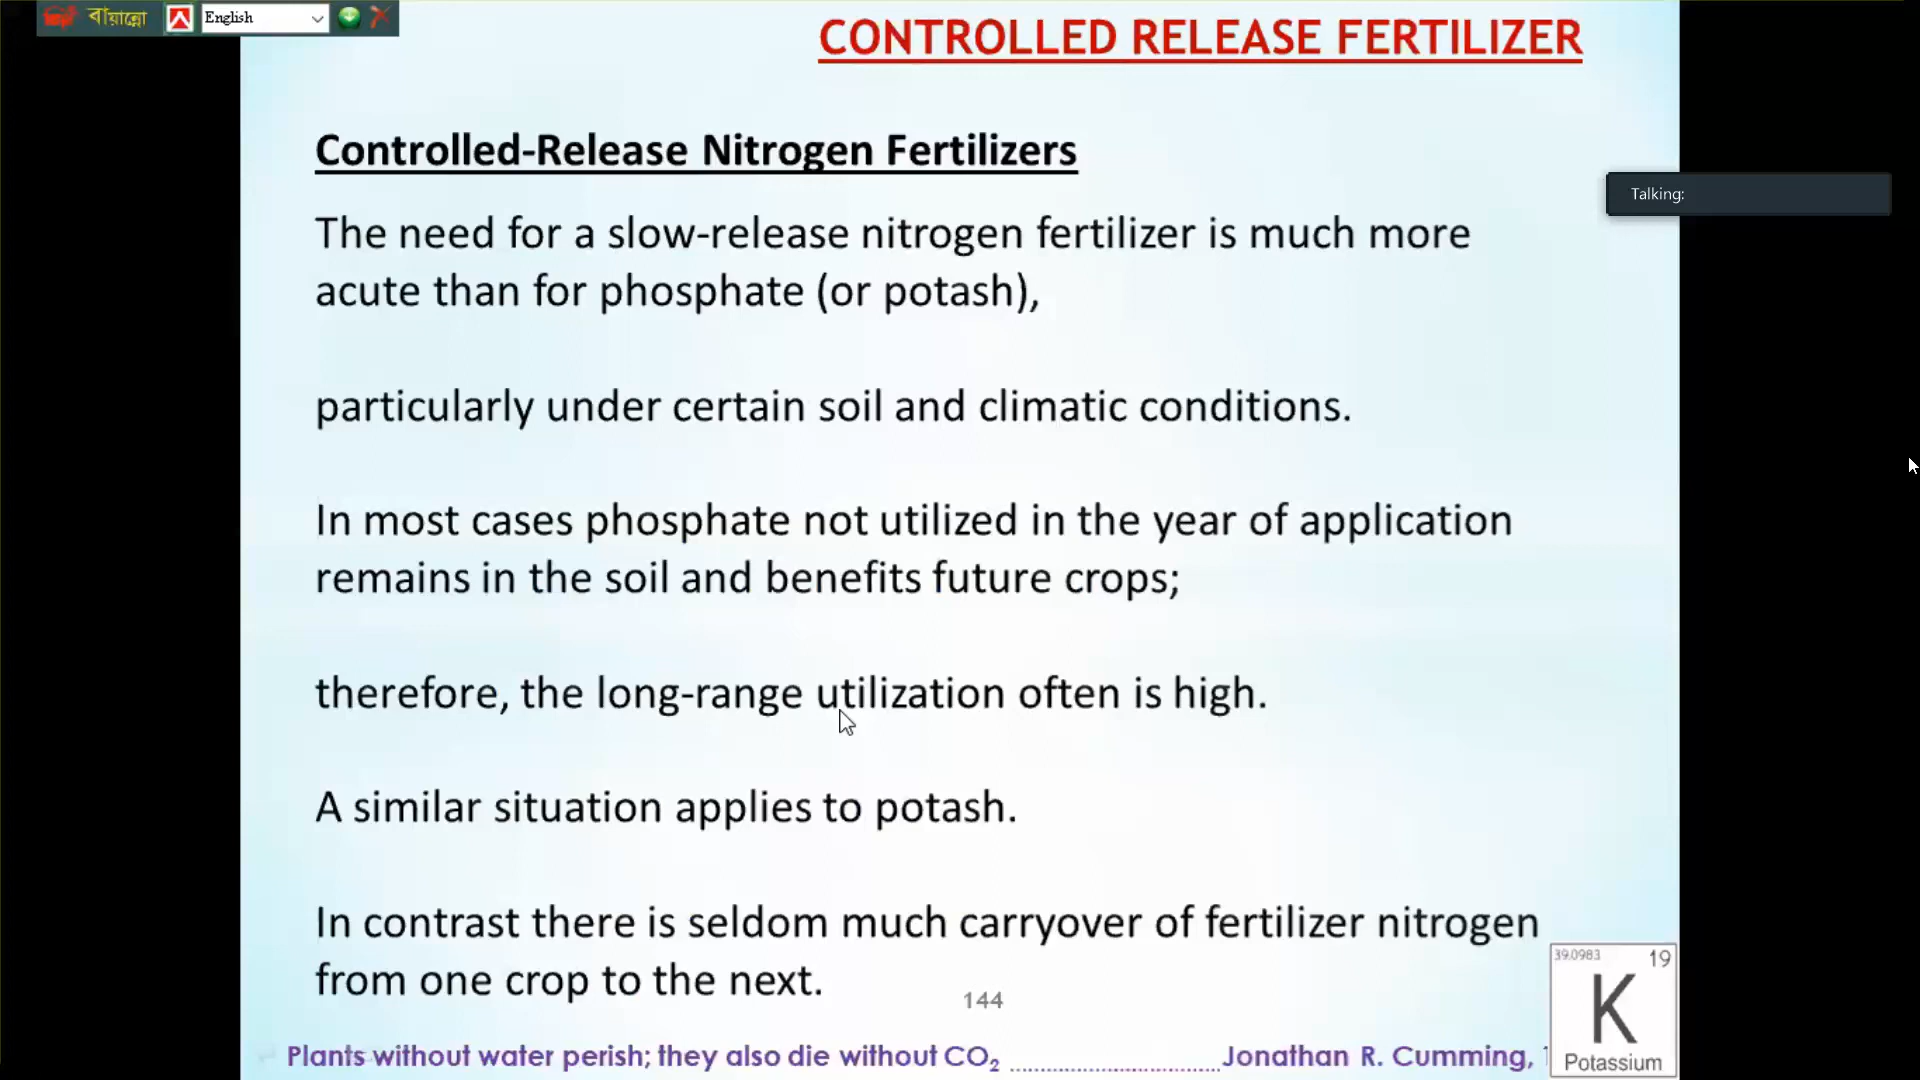 বায়ান্নো
English
CONTROLLED RELEASE FERTILIZER
Controlled-Release Nitrogen Fertilizers
Talking:
The need for a slow-release nitrogen fertilizer is much more
acute than for phosphate (or potash),
particularly under certain soil and climatic conditions.
In most cases phosphate not utilized in the year of application
remains in the soil and benefits future crops;
therefore, the long-range utilization often is high.
A similar situation applies to potash.
In contrast there is seldom much carryover of fertilizer nitrogen
from one crop to the next.
144
39.0983 19
K
Potassium
Plants without water perish; they also die without CO₂ ................................Jonathan R. Cumming,